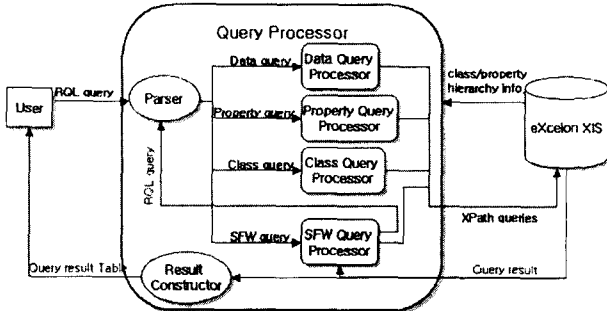 Query Processor
Data query
Data Query
Processor
RQL query
User
Parser
Property query
Property Query
Processor
class/property
hierarchy info.
eXcelon XIS
RQL query
Class query
Class Query
Processor
XPath queries
SFW query
SFW Query
Processor
Query result Table
Result
Constructor
Query result